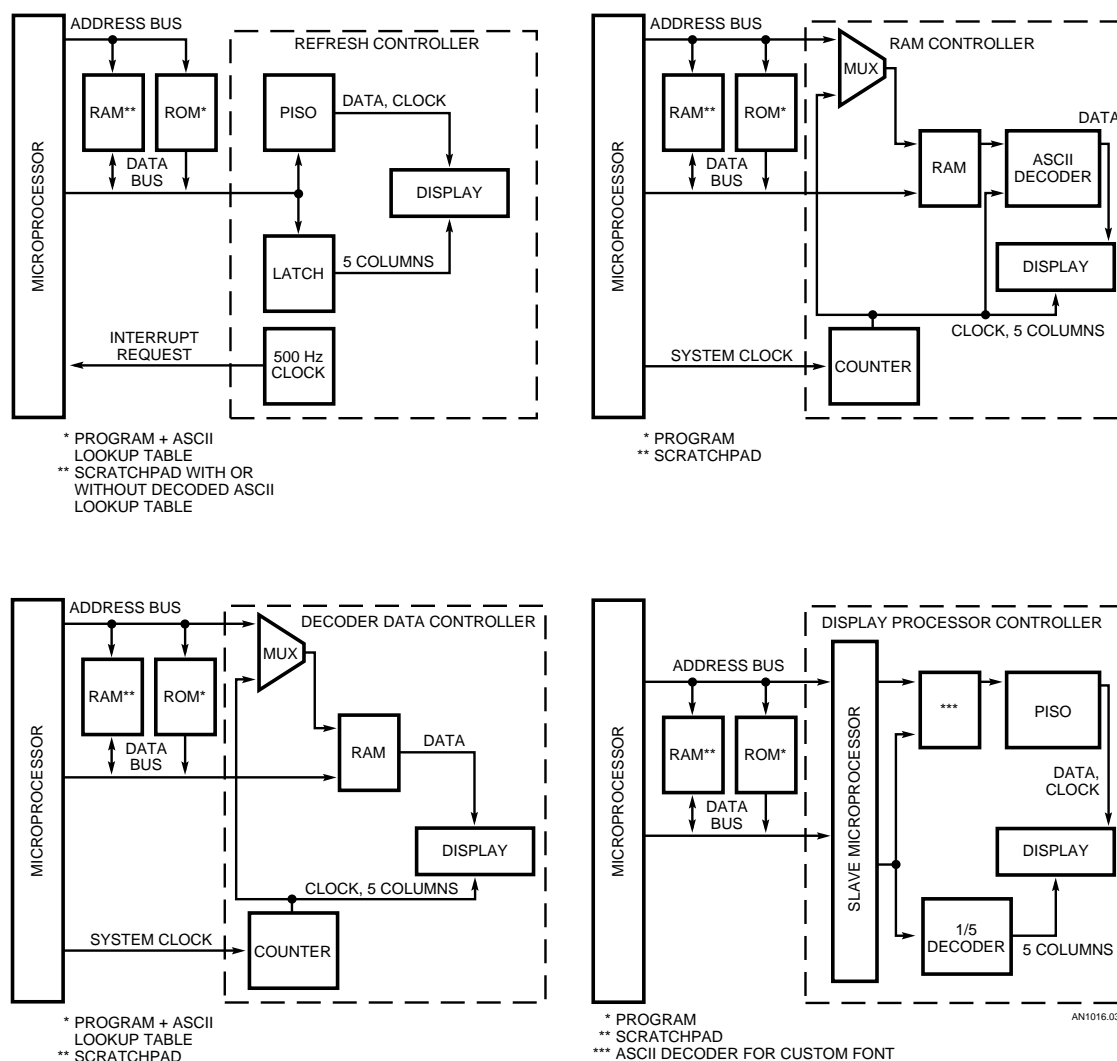 ADDRESS BUS
REFRESH CONTROLLER
MICROPROCESSOR
RAM**
ROM*
PISO
DATA, CLOCK
DATA
BUS
DISPLAY
LATCH
5 COLUMNS
INTERRUPT
REQUEST
500 Hz
CLOCK
* PROGRAM + ASCII
LOOKUP TABLE
** SCRATCHPAD WITH OR
WITHOUT DECODED ASCII
LOOKUP TABLE
ADDRESS BUS
RAM CONTROLLER
MICROPROCESSOR
MUX
RAM**
ROM*
DATA
DATA
BUS
RAM
ASCII
DECODER
DISPLAY
CLOCK, 5 COLUMNS
SYSTEM CLOCK
COUNTER
* PROGRAM
** SCRATCHPAD
ADDRESS BUS
DECODER DATA CONTROLLER
MICROPROCESSOR
MUX
RAM**
ROM*
DATA
BUS
RAM
DATA
DISPLAY
CLOCK, 5 COLUMNS
SYSTEM CLOCK
COUNTER
* PROGRAM + ASCII
LOOKUP TABLE
** SCRATCHPAD
DISPLAY PROCESSOR CONTROLLER
ADDRESS BUS
MICROPROCESSOR
RAM**
ROM*
DATA
BUS
SLAVE MICROPROCESSOR
***
PISO
DATA,
CLOCK
DISPLAY
1/5
DECODER
5 COLUMNS
* PROGRAM
** SCRATCHPAD
*** ASCII DECODER FOR CUSTOM FONT
AN1016.03